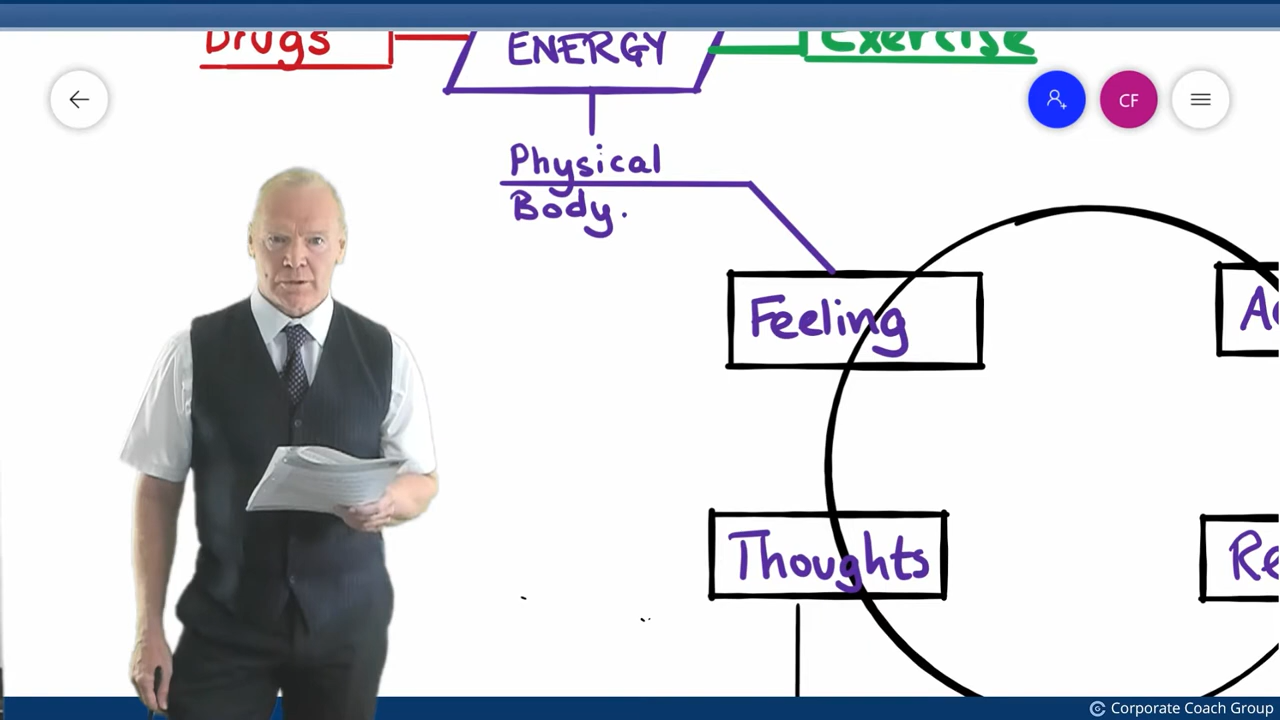 Drugs
ENERGY
Exercise
CF
Physical
Body.
Feeling
Thoughts
Corporate Coach Group